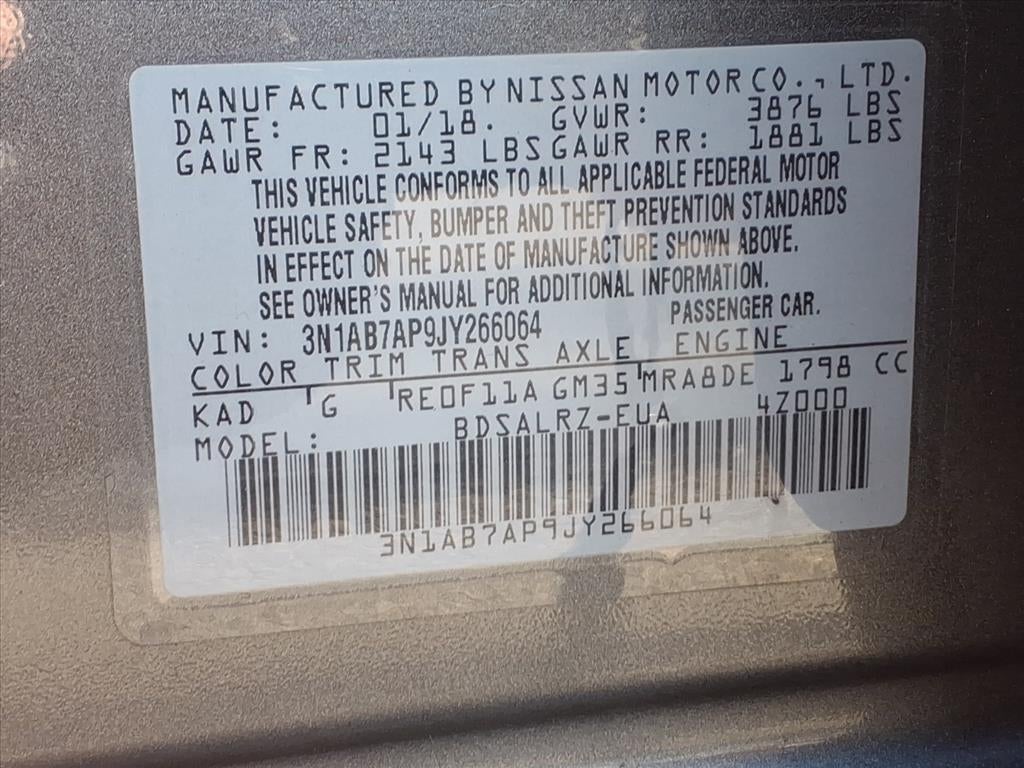 MANUFACTURED BY NISSAN MOTOR CO., LTD.
DATE: 01/18. GVWR: 3876 LBS
GAWR FR: 2143 LBS GAWR RR: 1881 LBS
THIS VEHICLE CONFORMS TO ALL APPLICABLE FEDERAL MOTOR
VEHICLE SAFETY, BUMPER AND THEFT PREVENTION STANDARDS
IN EFFECT ON THE DATE OF MANUFACTURE SHOWN ABOVE.
SEE OWNER'S MANUAL FOR ADDITIONAL INFORMATION.
VIN: 3N1AB7AP9JY266064 PASSENGER CAR.
COLOR TRIM TRANS AXLE ENGINE
KAD G RE0F11A GM35 MRA8DE 1798 CC
MODEL: BDSALRZ-EUA 4Z000
3N1AB7AP9JY266064